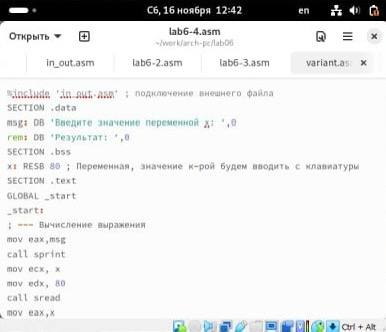 Сб, 16 ноября 12:42
en
Открыть
lab6-4.asm
~/work/arch-pc/lab06
in_out.asm
lab6-2.asm
lab6-3.asm
variant.as
%include 'in_out.asm' ; подключение внешнего файла
SECTION .data
msg: DB 'Введите значение переменной x: ',0
rem: DB 'Результат: ',0
SECTION .bss
x: RESB 80 ; Переменная, значение к-рой будем вводить с клавиатуры
SECTION .text
GLOBAL _start
_start:
; --- Вычисление выражения
mov eax,msg
call sprint
mov ecx, x
mov edx, 80
call sread
mov eax,x
Ctrl + Alt